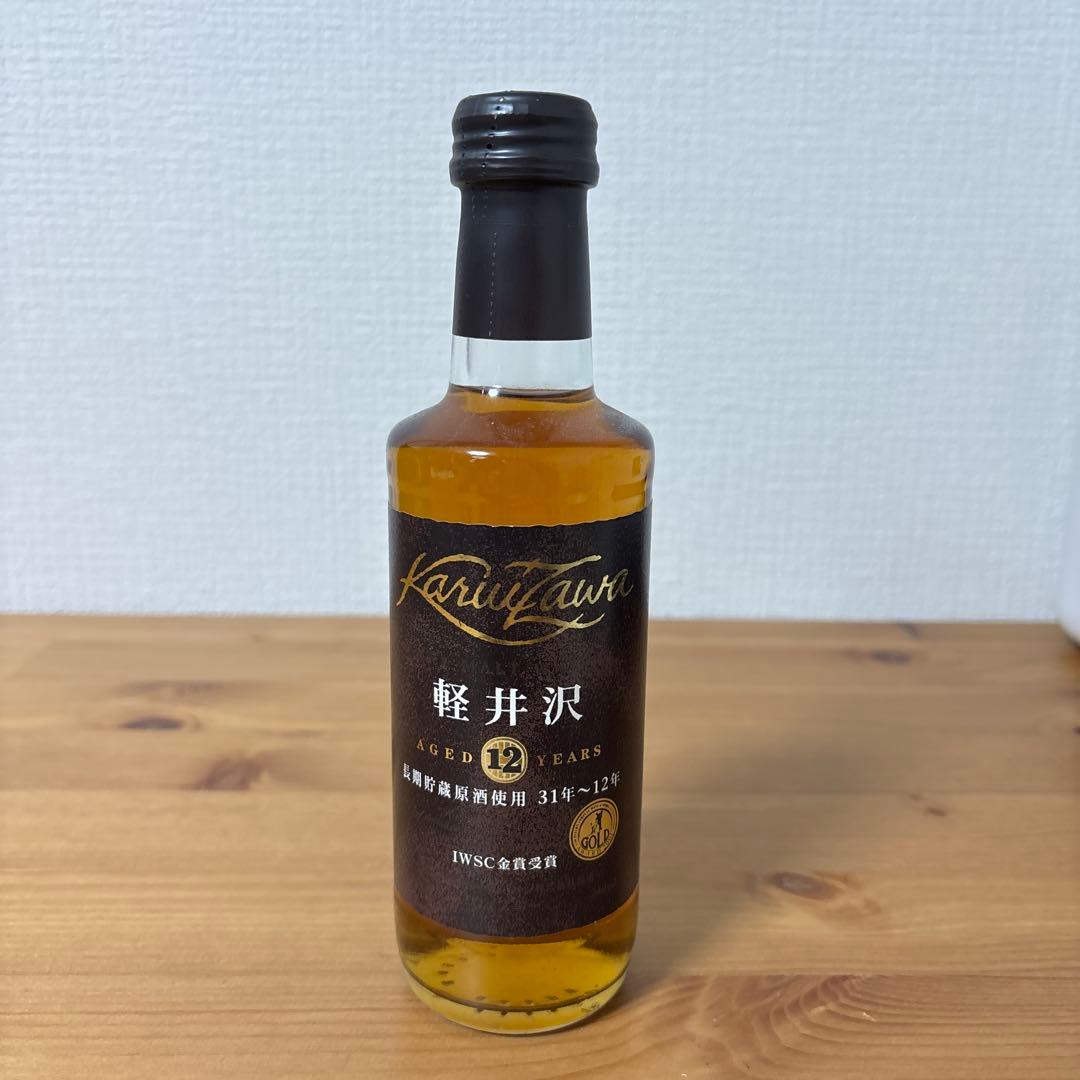 Karuizawa
軽井沢
AGED 12 YEARS
長期貯蔵原酒使用 31年～12年
GOLD
IWSC金賞受賞